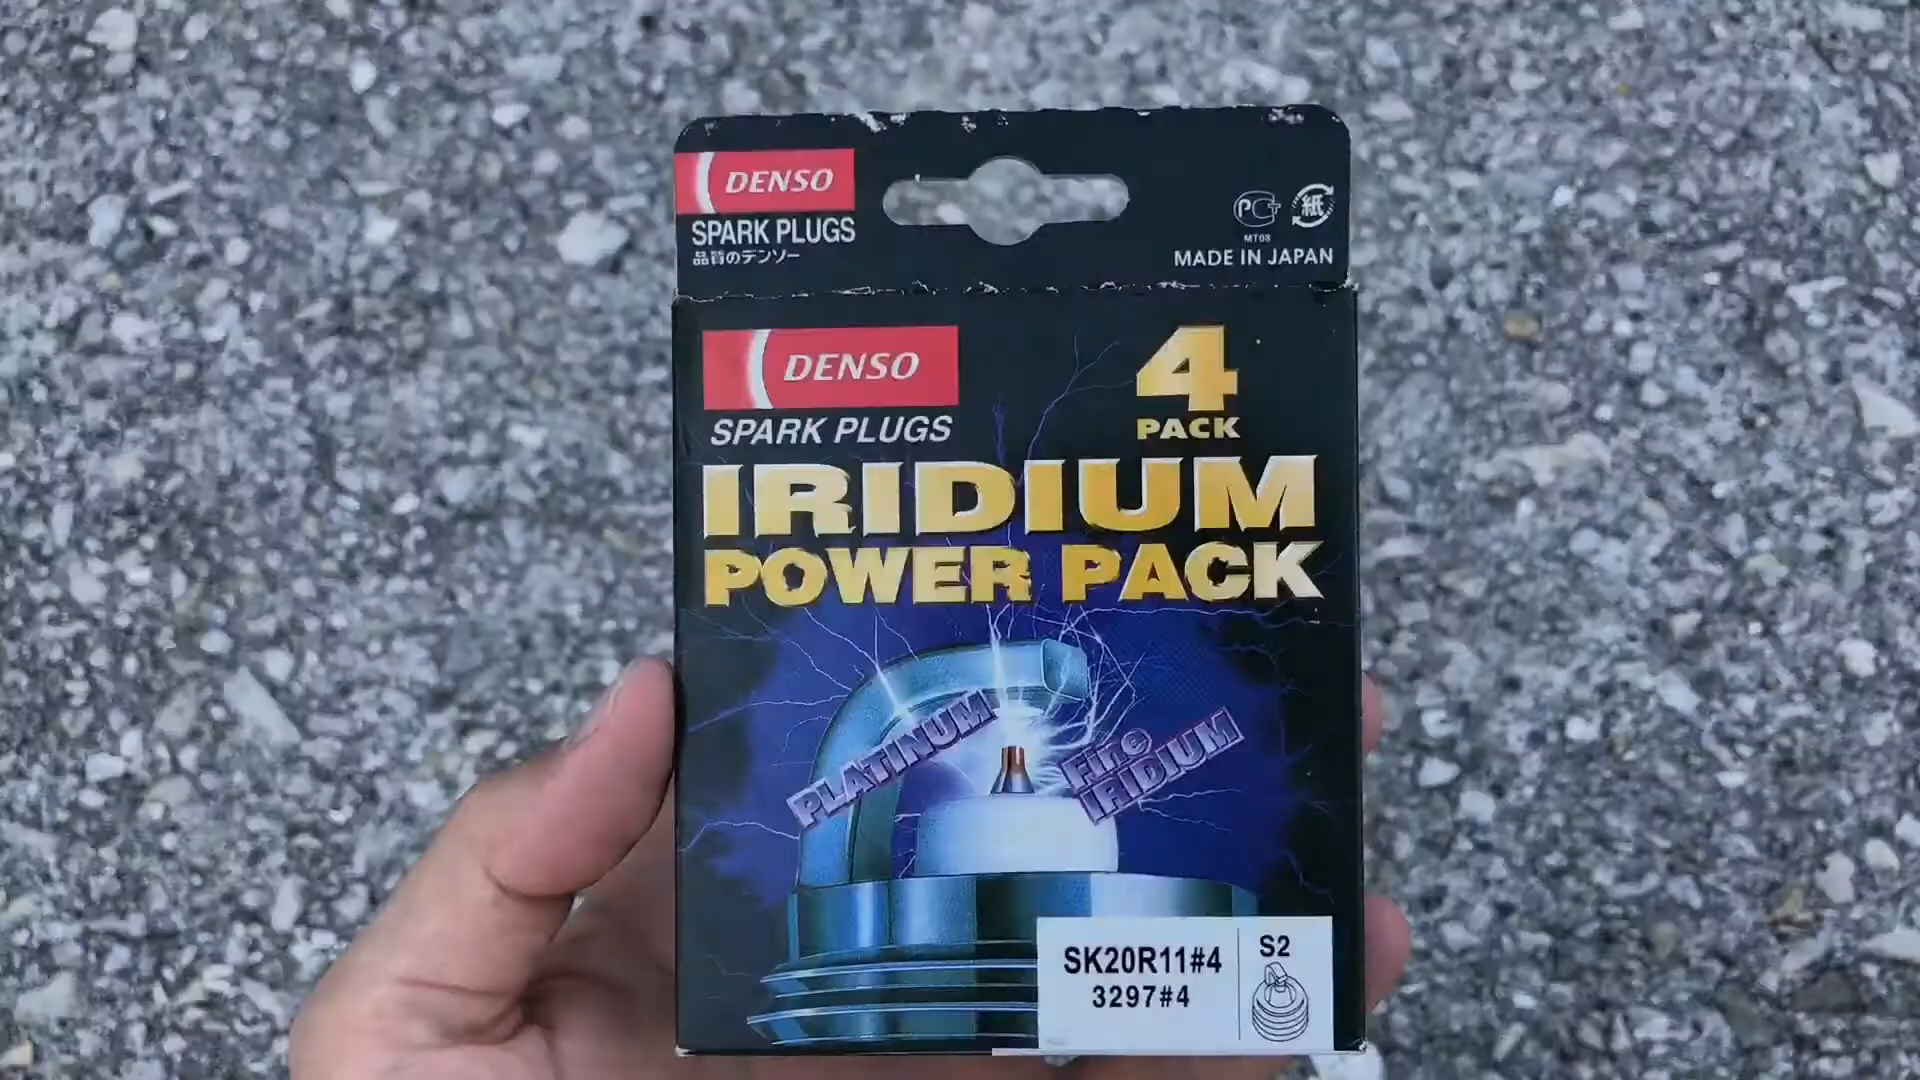 DENSO
SPARK PLUGS
品質のデンソー
PCT
紙
MT08
MADE IN JAPAN
DENSO
SPARK PLUGS
4
PACK
IRIDIUM
POWER PACK
PLATINUM
Fine
IRIDIUM
SK20R11#4
3297#4
S2